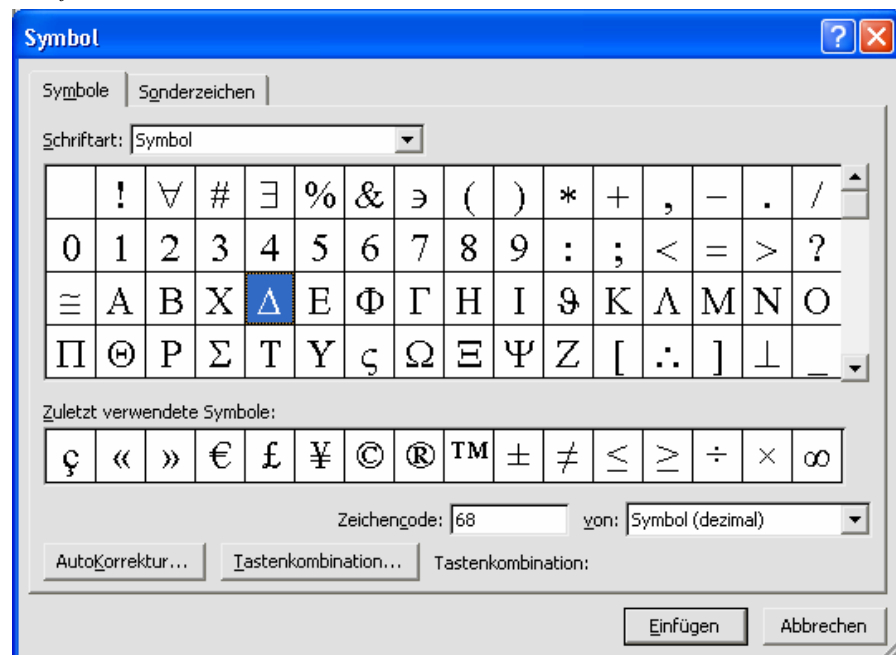 Symbol
Symbole Sonderzeichen
Schriftart: Symbol
! ∀ # ∃ % & ∍ ( ) ∗ + , − . /
0 1 2 3 4 5 6 7 8 9 : ; < = > ?
≅ Α Β Χ Δ Ε Φ Γ Η Ι ϑ Κ Λ Μ Ν Ο
Π Θ Ρ Σ Τ Υ ς Ω Ξ Ψ Ζ [ ∴ ] ⊥ _
Zuletzt verwendete Symbole:
ç « » € £ ¥ © ® ™ ± ≠ ≤ ≥ ÷ × ∞
Zeichencode: 68 von: Symbol (dezimal)
AutoKorrektur... Tastenkombination... Tastenkombination:
Einfügen Abbrechen